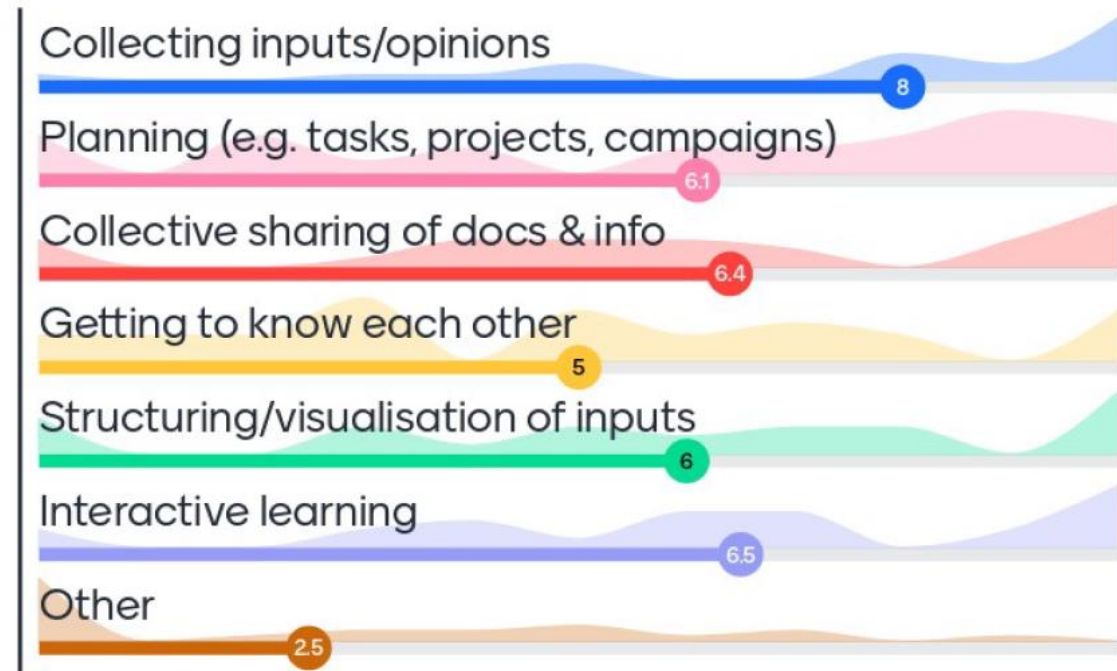 Collecting inputs/opinions
8
Planning (e.g. tasks, projects, campaigns)
6.1
Collective sharing of docs & info
6.4
Getting to know each other
5
Structuring/visualisation of inputs
6
Interactive learning
6.5
Other
2.5